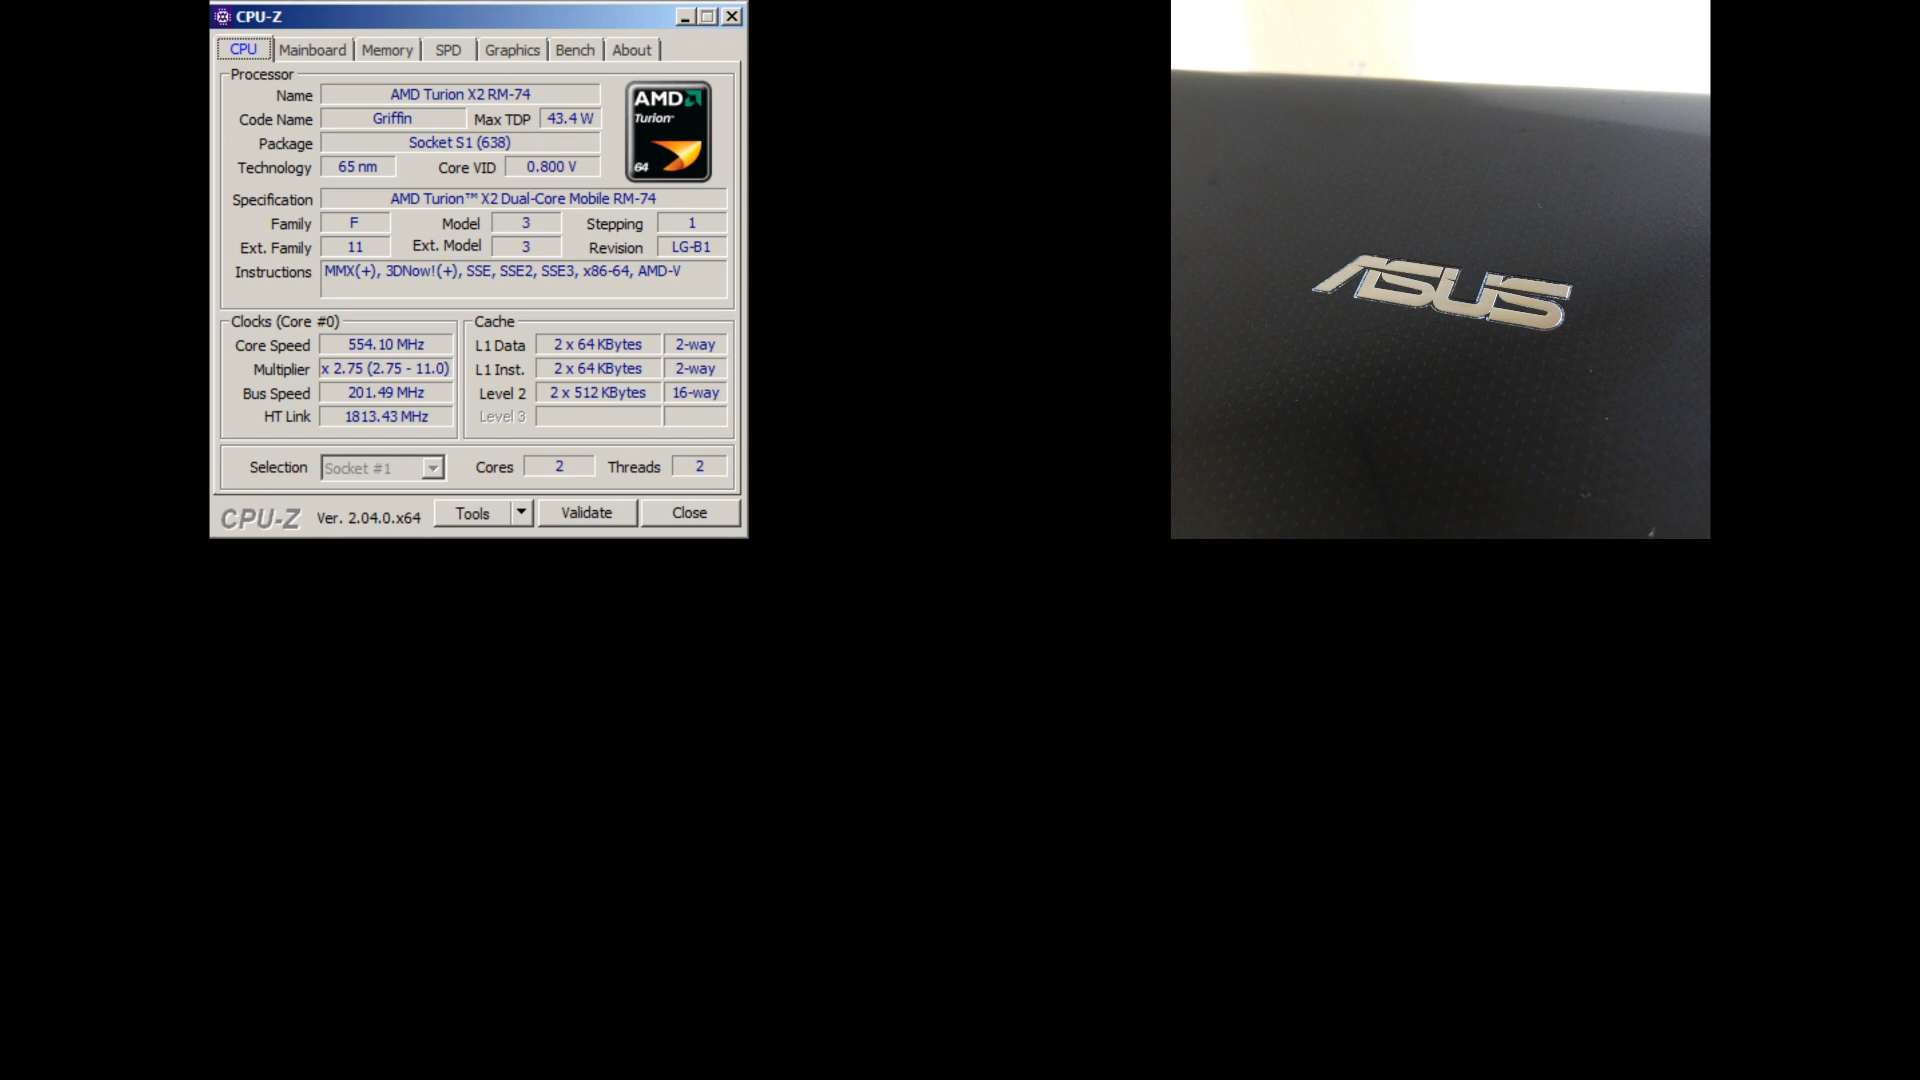 CPU-Z
CPU Mainboard Memory SPD Graphics Bench About
Processor
Name AMD Turion X2 RM-74
Code Name Griffin Max TDP 43.4 W
Package Socket S1 (638)
Technology 65 nm Core VID 0.800 V
AMD
Turion
64
Specification AMD Turion™ X2 Dual-Core Mobile RM-74
Family F Model 3 Stepping 1
Ext. Family 11 Ext. Model 3 Revision LG-B1
Instructions MMX(+), 3DNow!(+), SSE, SSE2, SSE3, x86-64, AMD-V
Clocks (Core #0)
Core Speed 554.10 MHz
Multiplier x 2.75 (2.75 - 11.0)
Bus Speed 201.49 MHz
HT Link 1813.43 MHz
Cache
L1 Data 2 x 64 KBytes 2-way
L1 Inst. 2 x 64 KBytes 2-way
Level 2 2 x 512 KBytes 16-way
Level 3
Selection Socket #1 Cores 2 Threads 2
CPU-Z Ver. 2.04.0.x64 Tools Validate Close
ASUS